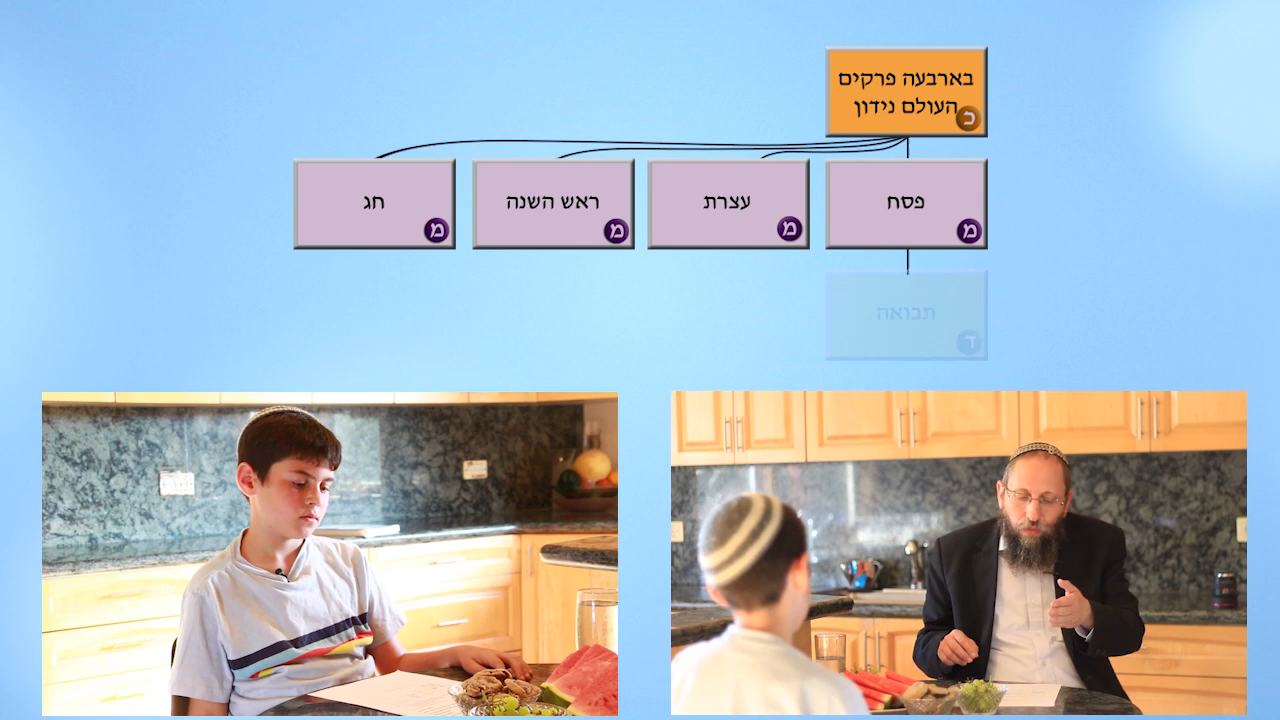 בארבעה פרקים
העולם נידון
כ
פסח
מ
עצרת
מ
ראש השנה
מ
חג
מ
תבואה
ד